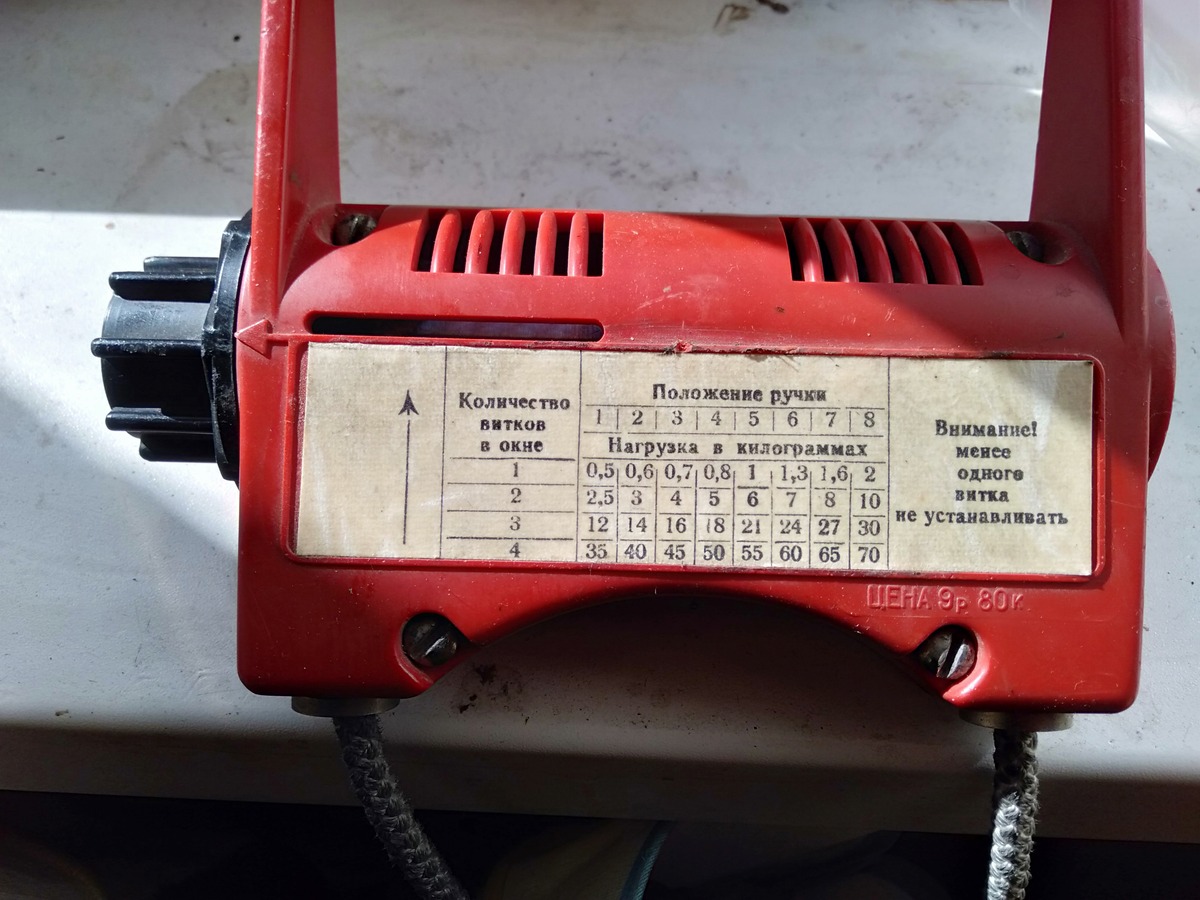 Количество
витков
в окне
Положение ручки
1 2 3 4 5 6 7 8
Нагрузка в килограммах
1 0,5 0,6 0,7 0,8 1 1,3 1,6 2
2 2,5 3 4 5 6 7 8 10
3 12 14 16 18 21 24 27 30
4 35 40 45 50 55 60 65 70
Внимание!
менее
одного
витка
не устанавливать
ЦЕНА 9р 80к